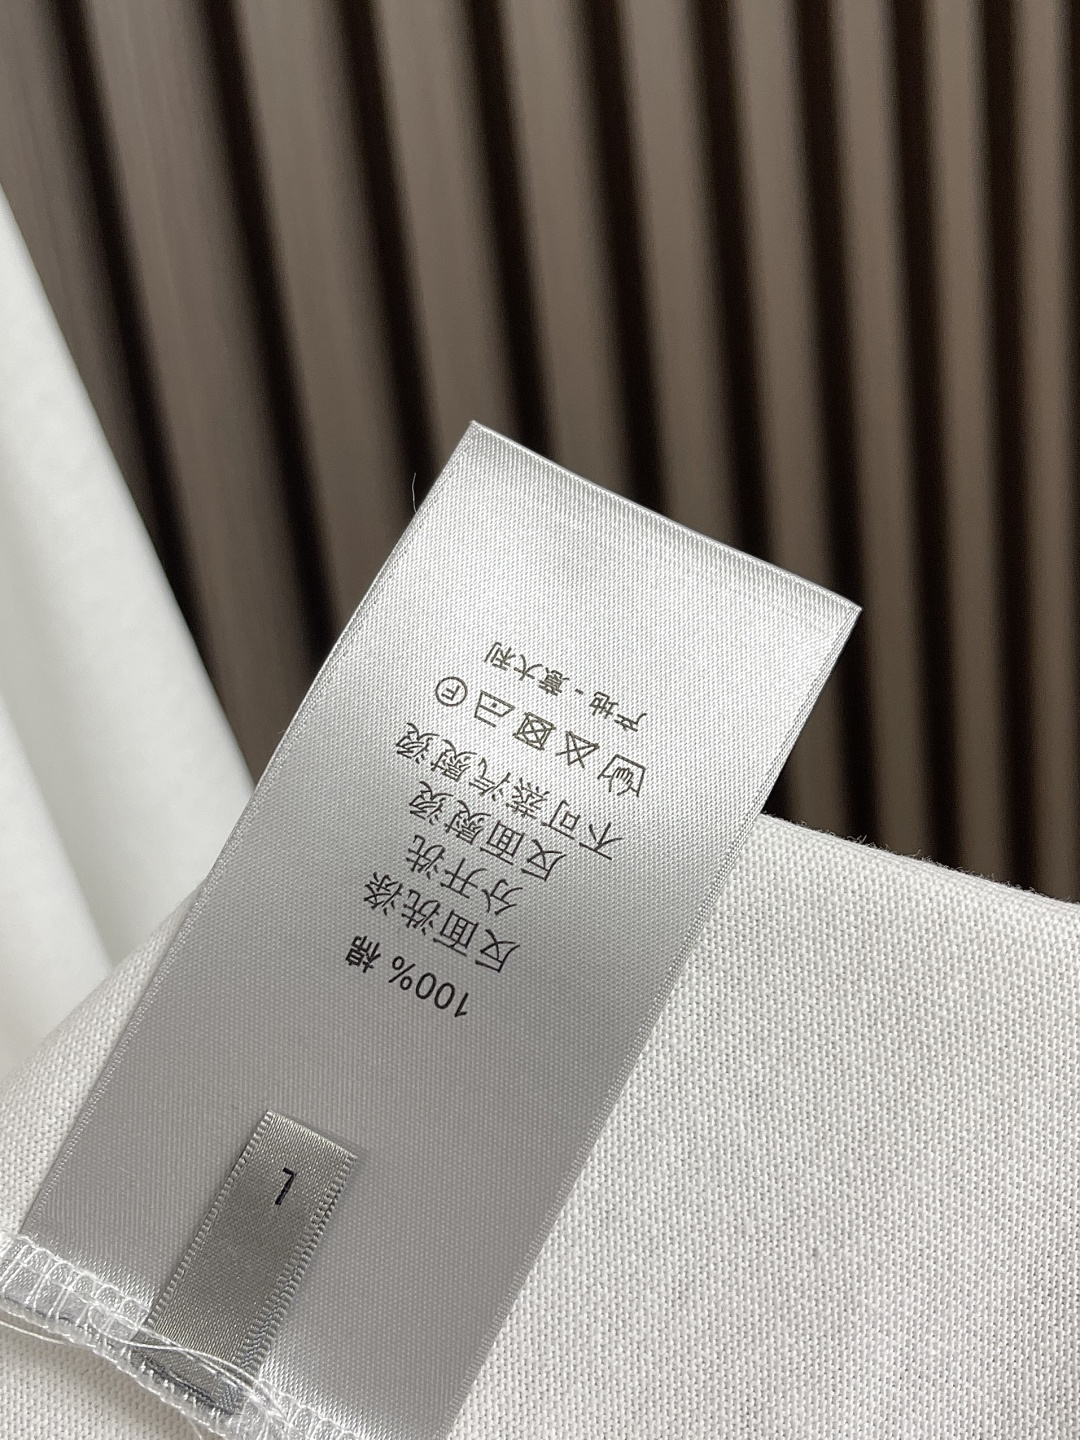 100% 棉
反面洗涤
分开洗
反面熨烫
不可蒸汽熨烫
F
产地 - 意大利
L